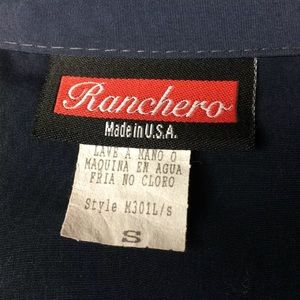 Ranchero
Made in U.S.A.
LAVE A MANO O
MAQUINA EN AGUA
FRIA NO CLORO
Style M301L/S
S